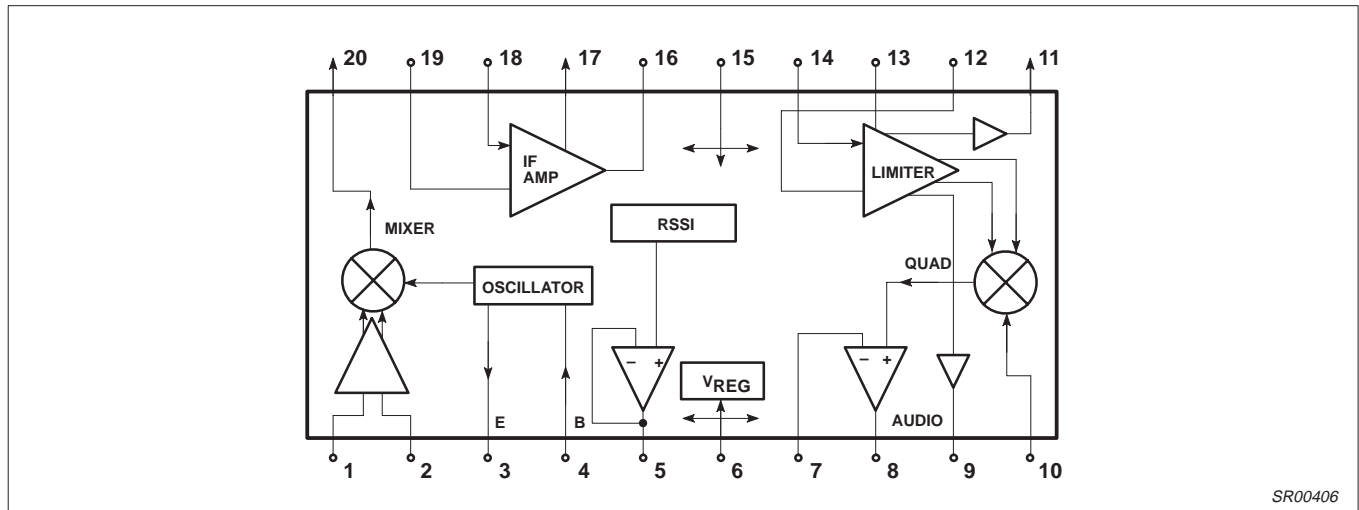 20 19 18 17 16 15 14 13 12 11
IF
AMP
LIMITER
RSSI
MIXER
QUAD
OSCILLATOR
– +
– +
VREG
E B AUDIO
1 2 3 4 5 6 7 8 9 10
SR00406